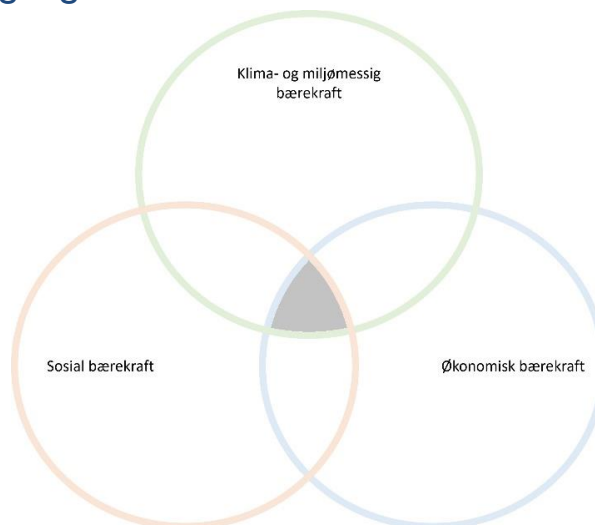 Klima- og miljømessig
bærekraft
Sosial bærekraft
Økonomisk bærekraft